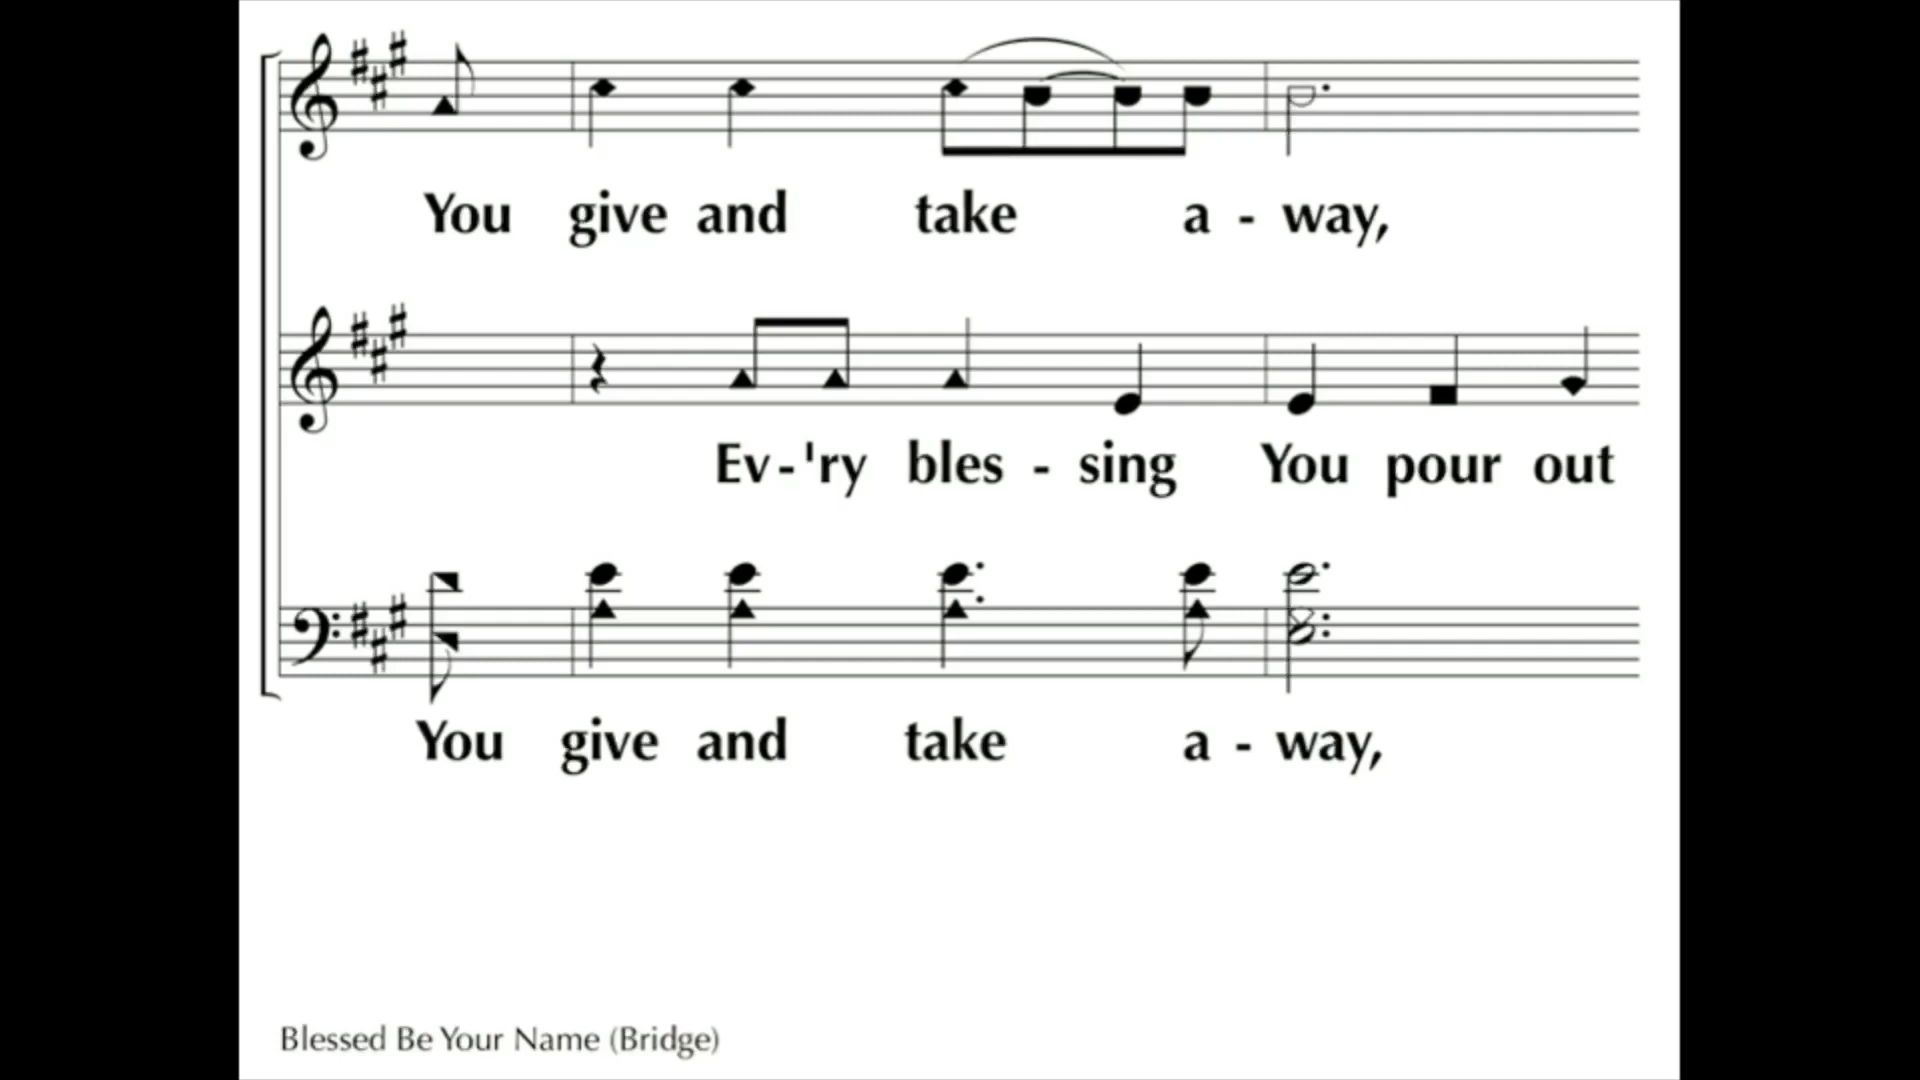 You give and take a - way,
Ev-'ry bles - sing You pour out
You give and take a - way,
Blessed Be Your Name (Bridge)